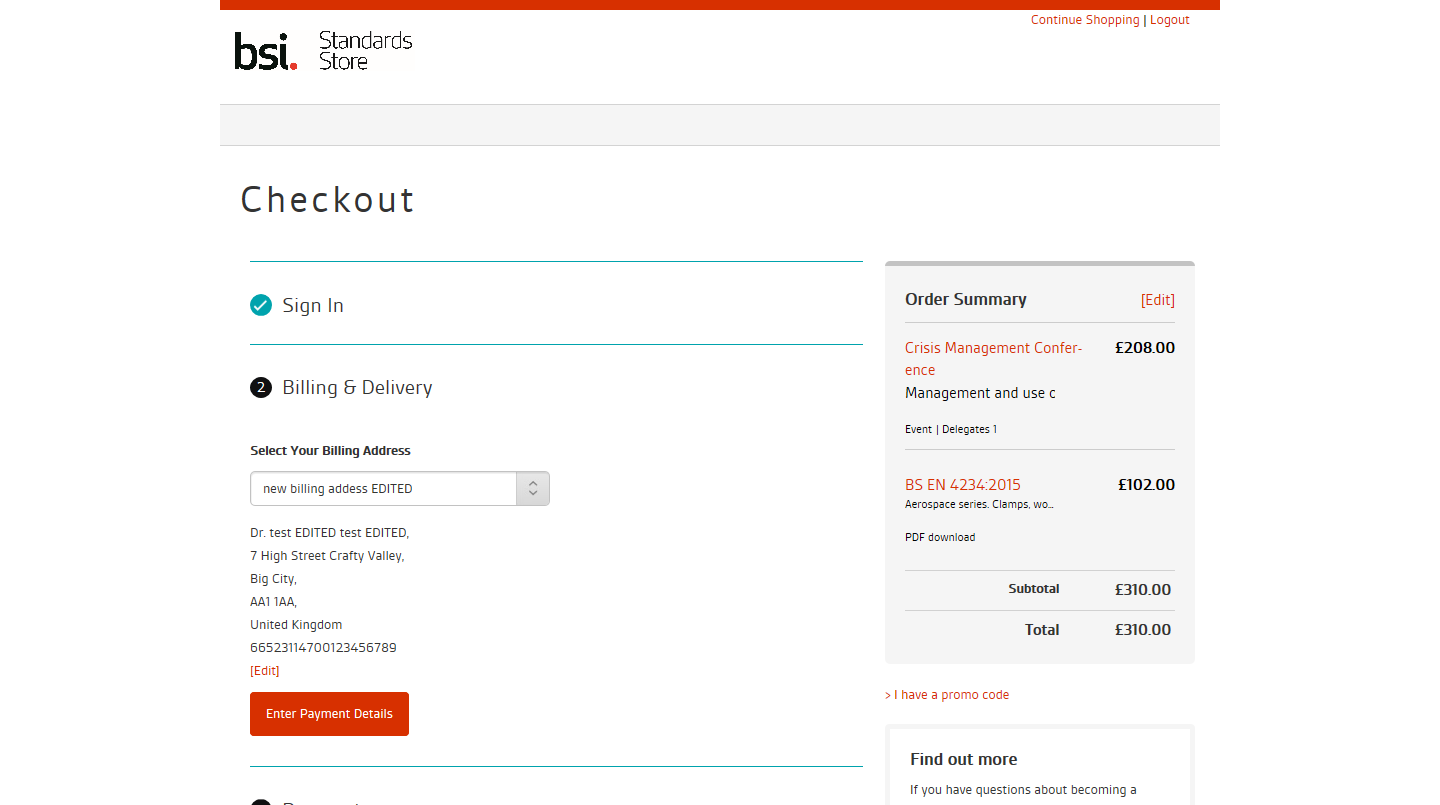 Continue Shopping | Logout
bsi. Standards
Store
Checkout
Sign In
2 Billing & Delivery
Select Your Billing Address
new billing addess EDITED
Dr. test EDITED test EDITED,
7 High Street Crafty Valley,
Big City,
AA1 1AA,
United Kingdom
66523114700123456789
[Edit]
Enter Payment Details
Order Summary [Edit]
Crisis Management Confer- £208.00
ence
Management and use c
Event | Delegates 1
BS EN 4234:2015 £102.00
Aerospace series. Clamps, wo...
PDF download
Subtotal £310.00
Total £310.00
> I have a promo code
Find out more
If you have questions about becoming a